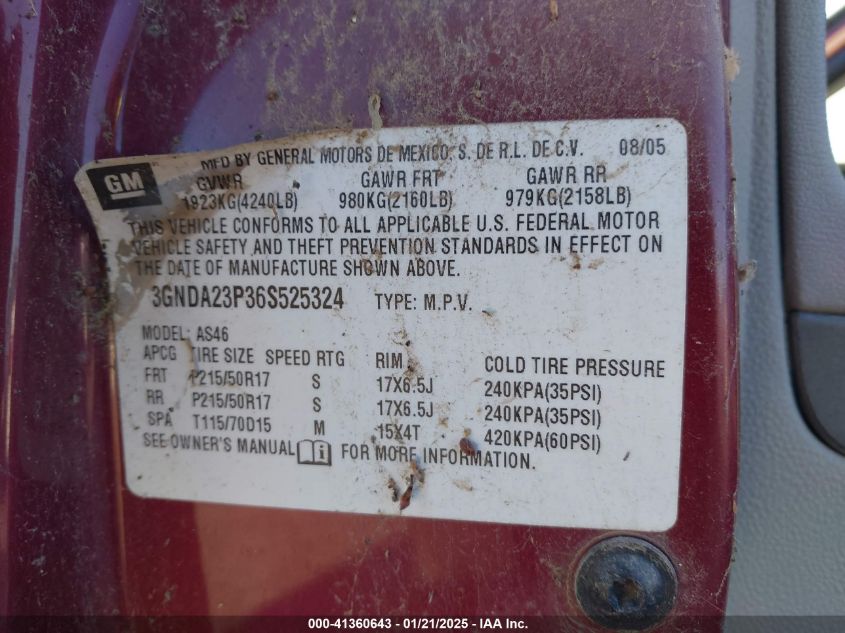 GM
MFD BY GENERAL MOTORS DE MEXICO, S. DE R.L. DE C.V. 08/05
GVWR GAWR FRT GAWR RR
1923KG(4240LB) 980KG(2160LB) 979KG(2158LB)
THIS VEHICLE CONFORMS TO ALL APPLICABLE U.S. FEDERAL MOTOR
VEHICLE SAFETY AND THEFT PREVENTION STANDARDS IN EFFECT ON
THE DATE OF MANUFACTURE SHOWN ABOVE.
3GNDA23P36S525324 TYPE: M.P.V.
MODEL: AS46
APCG TIRE SIZE SPEED RTG RIM COLD TIRE PRESSURE
FRT P215/50R17 S 17X6.5J 240KPA(35PSI)
RR P215/50R17 S 17X6.5J 240KPA(35PSI)
SPA T115/70D15 M 15X4T 420KPA(60PSI)
SEE OWNER'S MANUAL i FOR MORE INFORMATION.
000-41360643 / 01/21/2025 / IAA Inc.